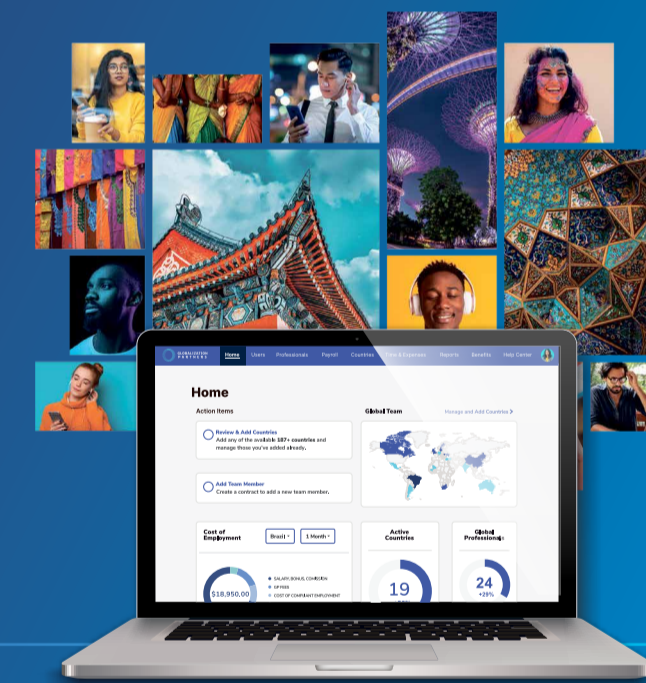 GLOBALIZATION
PARTNERS
Home
Users
Professionals
Payroll
Countries
Time & Expenses
Reports
Benefits
Help Center
Home
Action Items
Review & Add Countries
Add any of the available 187+ countries and
manage those you've added already.
Add Team Member
Create a contract to add a new team member.
Global Team
Manage and Add Countries
Cost of
Employment
Brazil
1 Month
$18,950,00
SALARY, BONUS, COMISSION
GP FEES
COST OF COMPLIANT EMPLOYMENT
Active
Countries
19
Global
Professionals
24
+29%